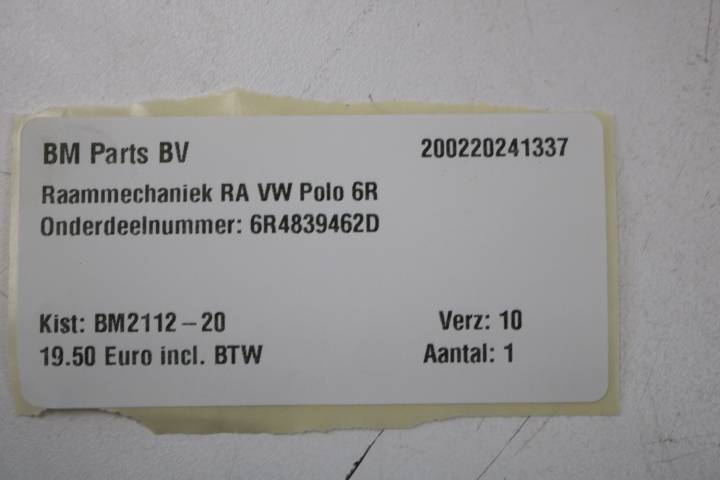 BM Parts BV 200220241337
Raammechaniek RA VW Polo 6R
Onderdeelnummer: 6R4839462D
Kist: BM2112-20 Verz: 10
19.50 Euro incl. BTW Aantal: 1